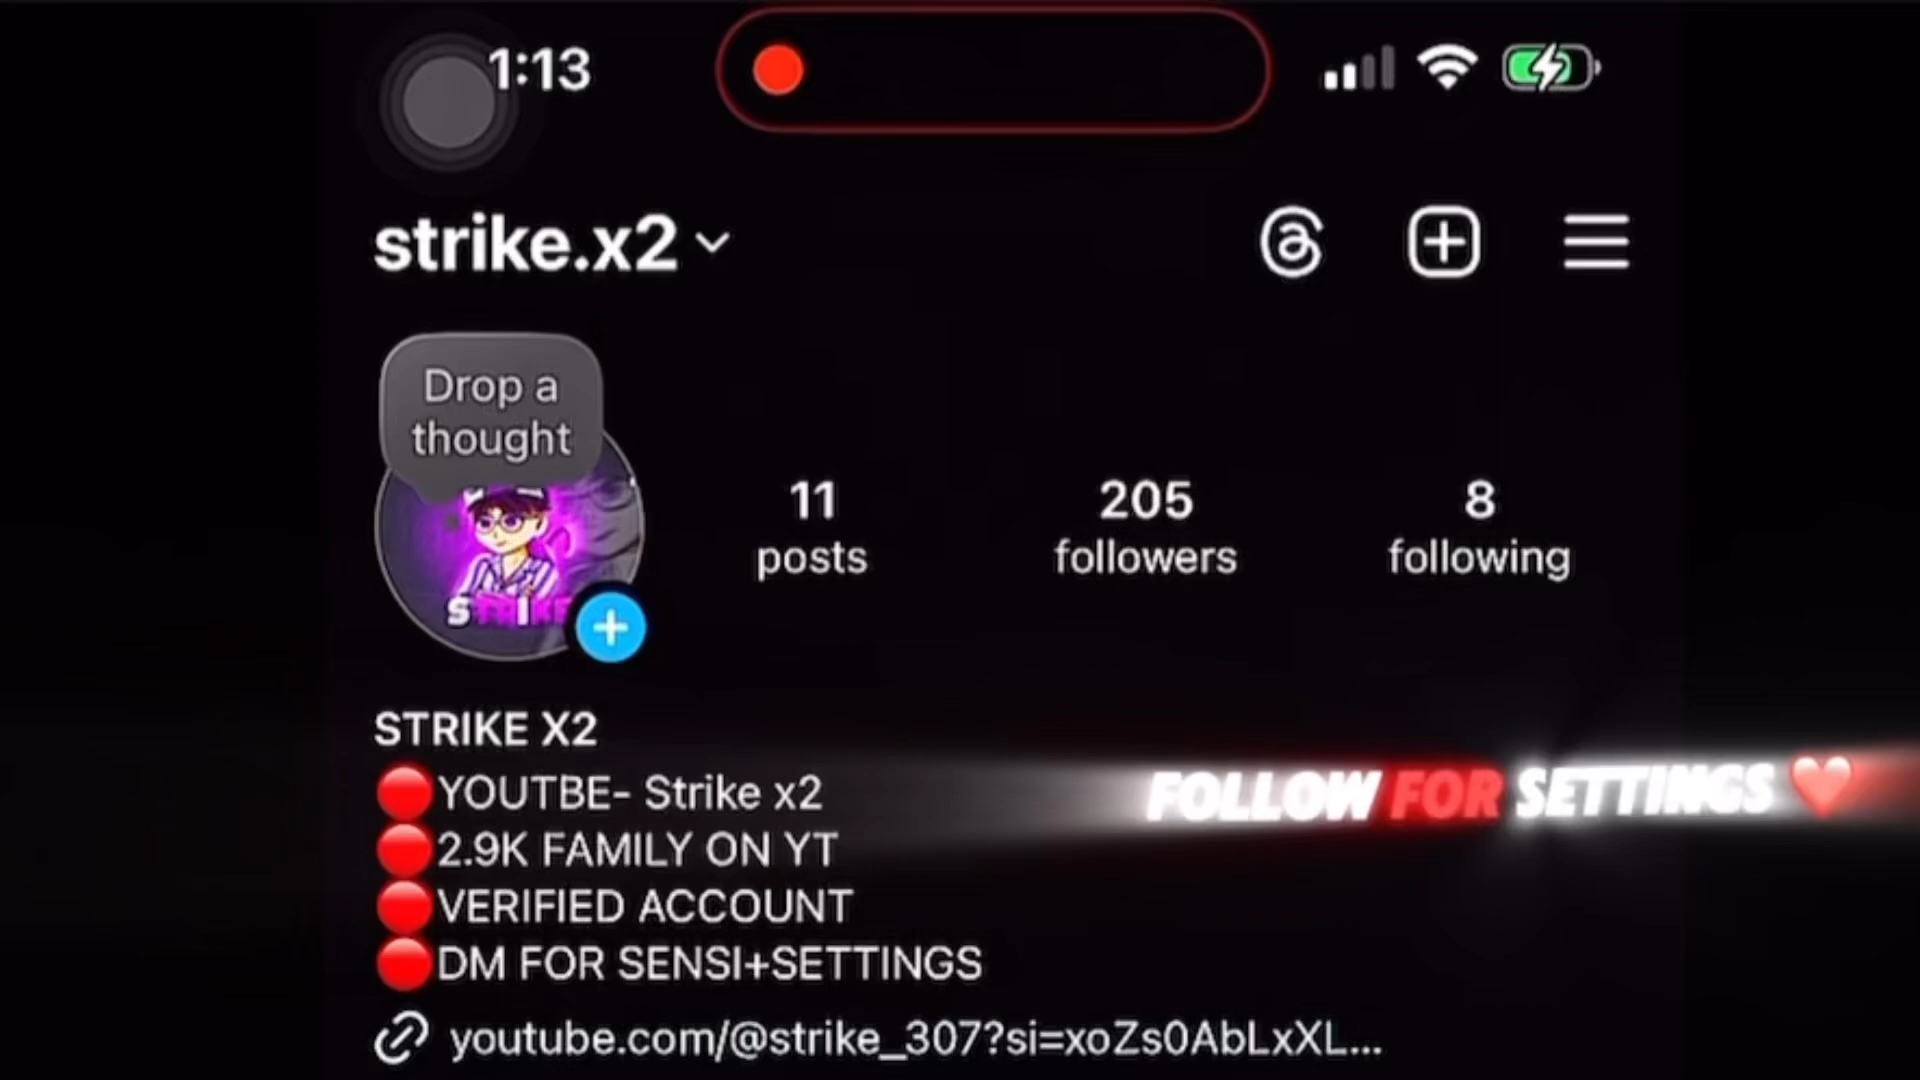 1:13
strike.x2
Drop a
thought
STRIKE
11
posts
205
followers
8
following
STRIKE X2
🔴YOUTBE- Strike x2
🔴2.9K FAMILY ON YT
🔴VERIFIED ACCOUNT
🔴DM FOR SENSI+SETTINGS
FOLLOW FOR SETTINGS ❤️
youtube.com/@strike_307?si=xoZs0AbLxXL...